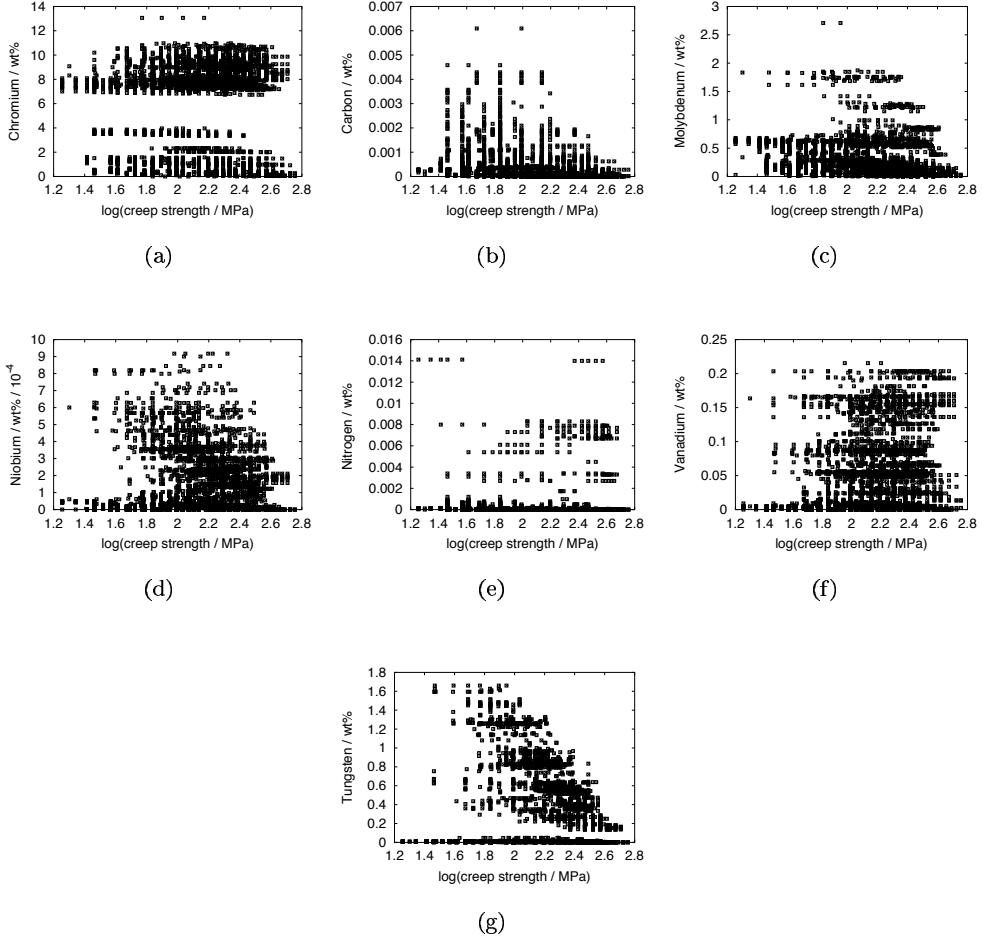 14
12
10
8
6
4
2
0
Chromium / wt%
1.2 1.6 2 2.2 2.4 2.8
log(creep strength / MPa)
(a)
0.007
0.006
0.005
0.004
0.003
0.002
0.001
0
Carbon / wt%
1.2 1.4 1.6 1.8 2 2.2 2.4 2.6 2.8
log(creep strength / MPa)
(b)
3
2.5
2
1.5
1
0.5
0
Molybdenum / wt%
1.2 1.4 1.6 1.8 2 2.2 2.4 2.6 2.8
log(creep strength / MPa)
(c)
10
9
8
7
6
5
4
3
2
1
0
Niobium / wt% / 10⁻⁴
1.2 1.4 1.6 1.8 2 2.2 2.4 2.6 2.8
log(creep strength / MPa)
(d)
0.016
0.014
0.012
0.01
0.008
0.006
0.004
0.002
0
Nitrogen / wt%
1.2 1.4 1.6 1.8 2 2.2 2.4 2.6 2.8
log(creep strength / MPa)
(e)
0.25
0.2
0.15
0.1
0.05
0
Vanadium / wt%
1.2 1.4 1.6 1.8 2 2.2 2.4 2.6 2.8
log(creep strength / MPa)
(f)
1.8
1.6
1.4
1.2
1
0.8
0.6
0.4
0.2
0
Tungsten / wt%
1.2 1.4 1.6 1.8 2 2.2 2.4 2.6 2.8
log(creep strength / MPa)
(g)